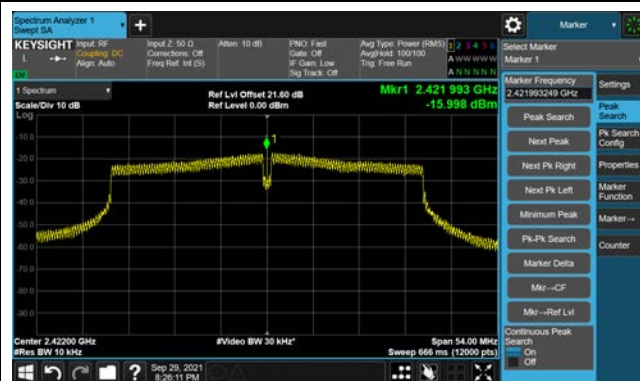 Spectrum Analyzer 1
Swept SA
+
Marker
KEYSIGHT
Input: RF
Coupling: DC
Align: Auto
Input Z: 50 Ω
Corrections: Off
Freq Ref: Int (S)
Atten: 10 dB
PNO: Fast
Gate: Off
IF Gain: Low
Sig Track: Off
Avg Type: Power (RMS)
Avg|Hold: 100/100
Trig: Free Run
1 2 3 4 5 6
A W W W W W
A N N N N N
L
LW
Select Marker
Marker 1
1 Spectrum
Scale/Div 10 dB
Ref Lvl Offset 21.60 dB
Ref Level 0.00 dBm
Mkr1 2.421 993 GHz
-15.998 dBm
Log
-10.0
-20.0
-30.0
-40.0
-50.0
-60.0
-70.0
-80.0
-90.0
1
Center 2.42200 GHz
#Res BW 10 kHz
#Video BW 30 kHz*
Span 54.00 MHz
Sweep 666 ms (12000 pts)
Marker Frequency
2.421993249 GHz
Peak Search
Next Peak
Next Pk Right
Next Pk Left
Minimum Peak
Pk-Pk Search
Marker Delta
Mkr→CF
Mkr→Ref Lvl
Continuous Peak
Search
On
Off
Settings
Peak
Search
Pk Search
Config
Properties
Marker
Function
Marker→
Counter
?
Sep 29, 2021
8:26:11 PM